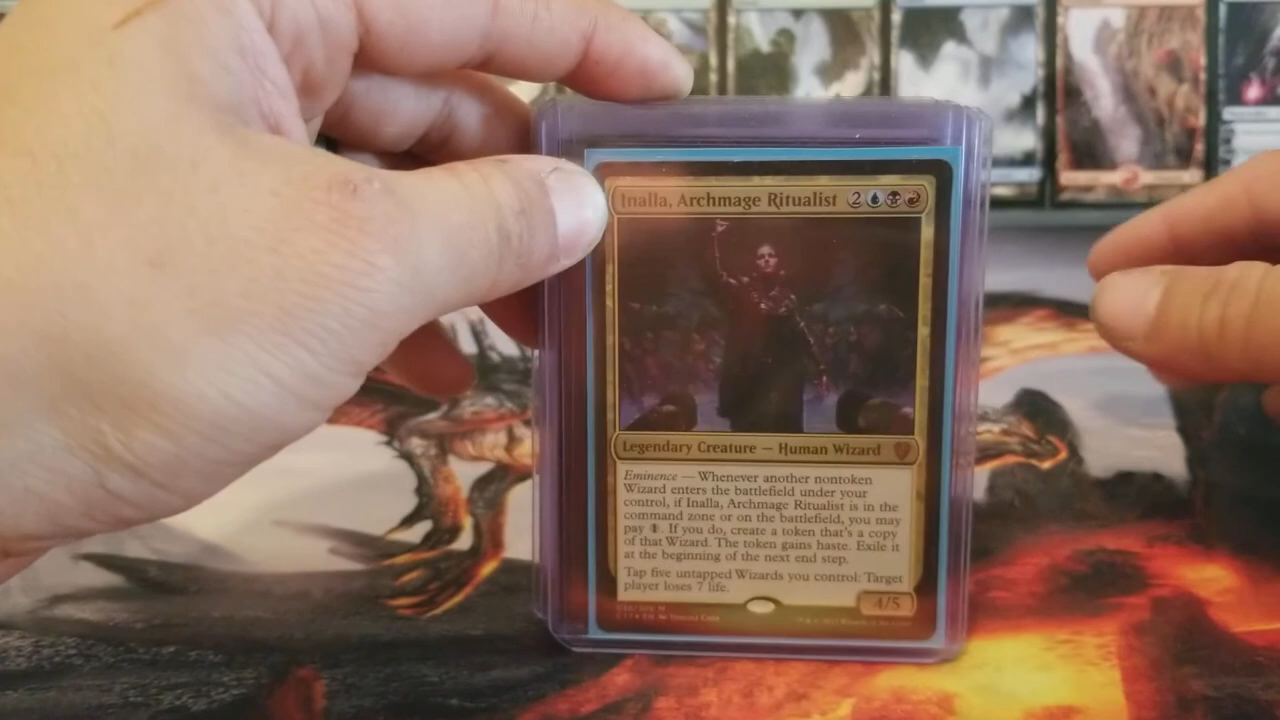 Inalla, Archmage Ritualist 2
Legendary Creature — Human Wizard
Eminence — Whenever another nontoken
Wizard enters the battlefield under your
control, if Inalla, Archmage Ritualist is in the
command zone or on the battlefield, you may
pay 1. If you do, create a token that's a copy
of that Wizard. The token gains haste. Exile it
at the beginning of the next end step.
Tap five untapped Wizards you control: Target
player loses 7 life.
4/5